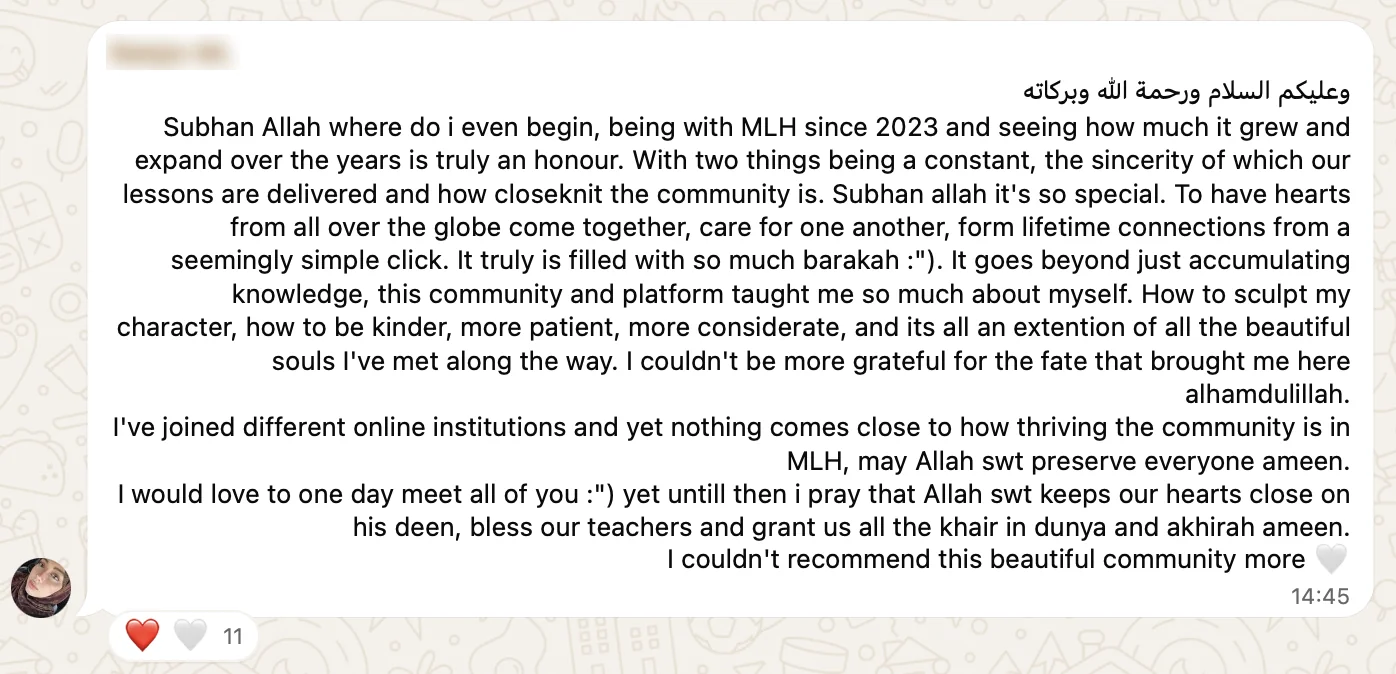 وعليكم السلام ورحمة الله وبركاته
Subhan Allah where do i even begin, being with MLH since 2023 and seeing how much it grew and
expand over the years is truly an honour. With two things being a constant, the sincerity of which our
lessons are delivered and how closeknit the community is. Subhan allah it's so special. To have hearts
from all over the globe come together, care for one another, form lifetime connections from a
seemingly simple click. It truly is filled with so much barakah :"). It goes beyond just accumulating
knowledge, this community and platform taught me so much about myself. How to sculpt my
character, how to be kinder, more patient, more considerate, and its all an extention of all the beautiful
souls I've met along the way. I couldn't be more grateful for the fate that brought me here
alhamdulillah.
I've joined different online institutions and yet nothing comes close to how thriving the community is in
MLH, may Allah swt preserve everyone ameen.
I would love to one day meet all of you :") yet untill then i pray that Allah swt keeps our hearts close on
his deen, bless our teachers and grant us all the khair in dunya and akhirah ameen.
I couldn't recommend this beautiful community more 🤍
14:45
❤️ 🤍 11